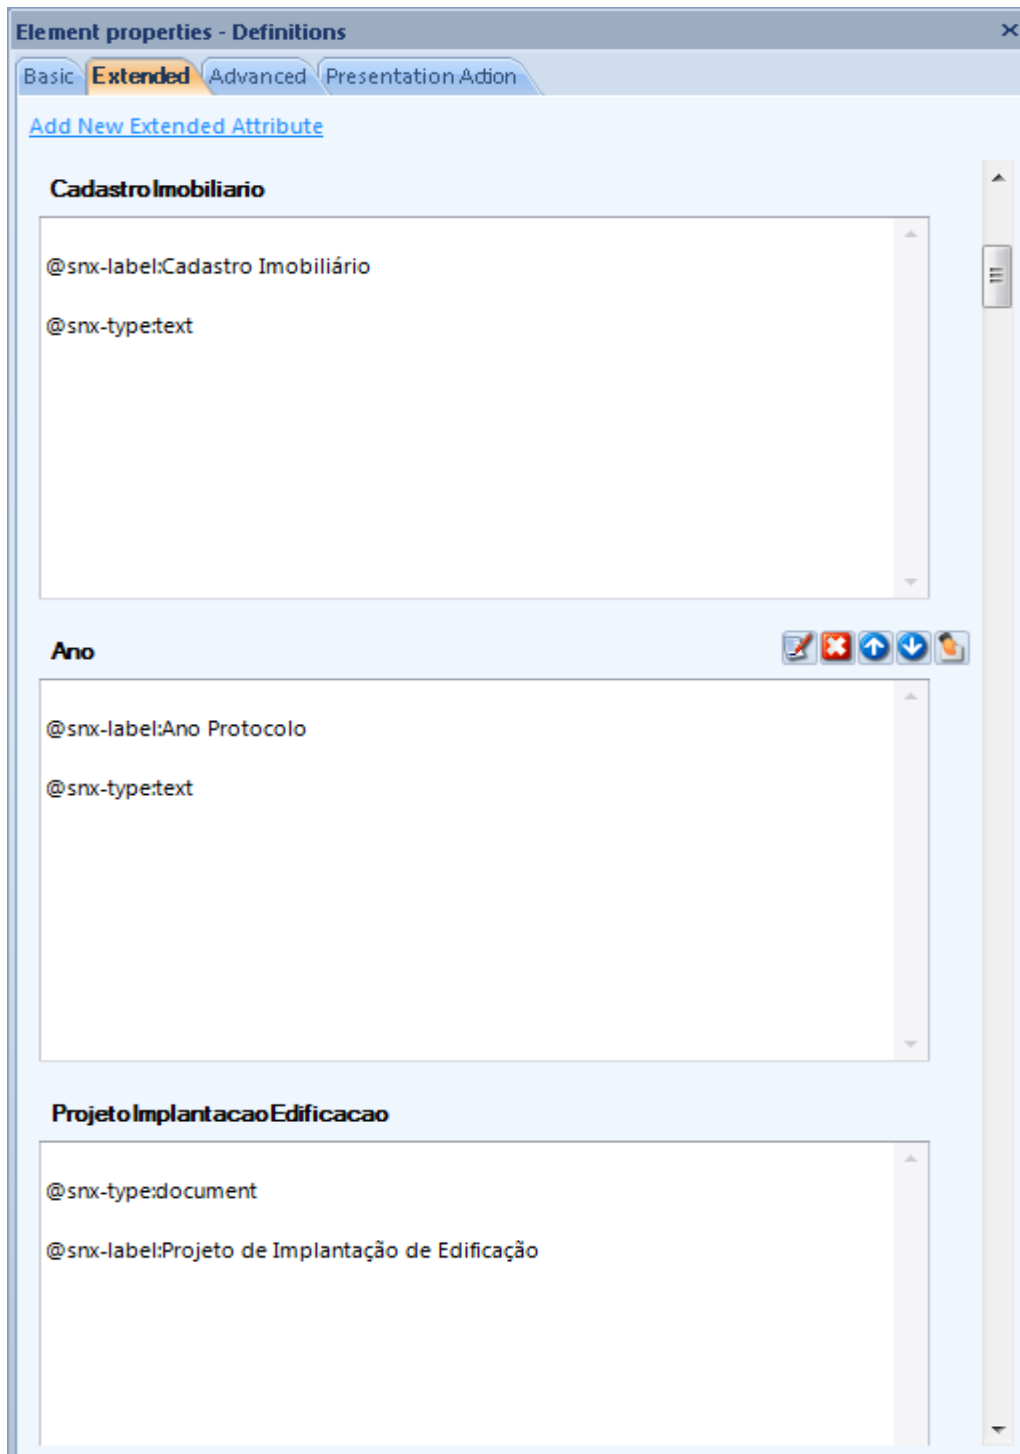 Element properties - Definitions
Basic Extended Advanced Presentation Action
Add New Extended Attribute
CadastroImobiliario
@snx-label:Cadastro Imobiliário
@snx-type:text
Ano
@snx-label:Ano Protocolo
@snx-type:text
ProjetoImplantacaoEdificacao
@snx-type:document
@snx-label:Projeto de Implantação de Edificação